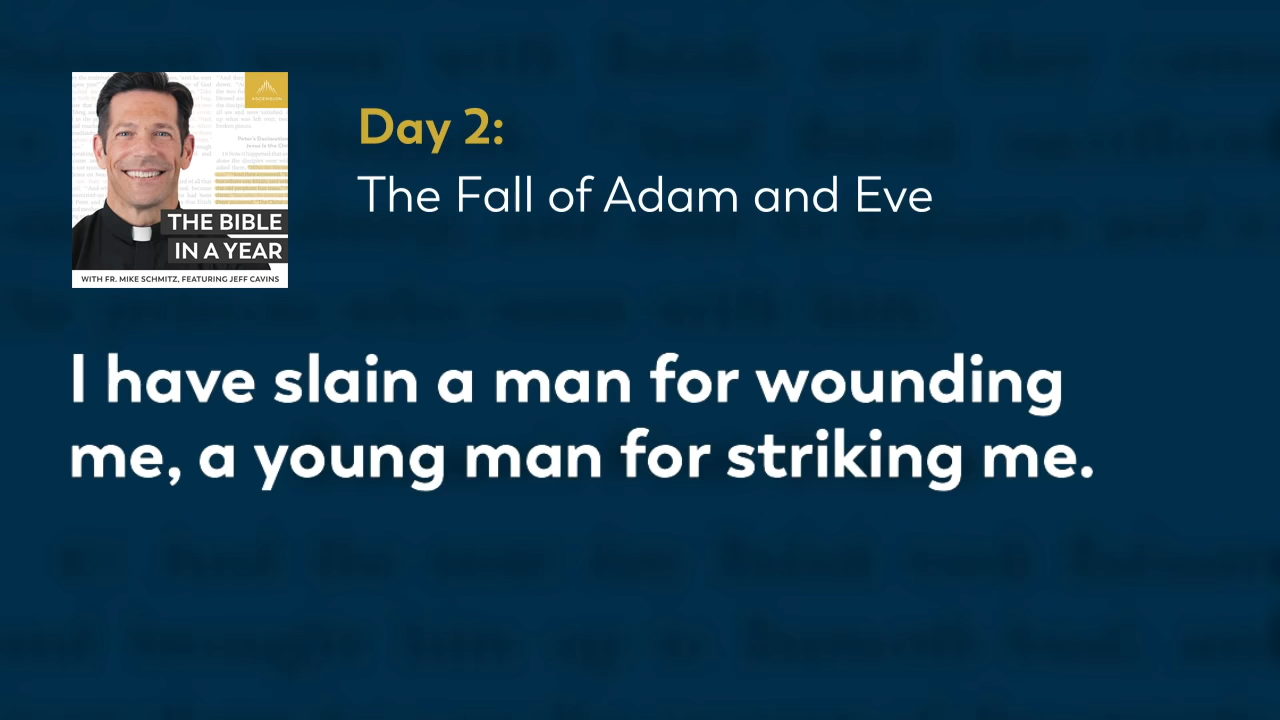 ASCENSION
THE BIBLE
IN A YEAR
WITH FR. MIKE SCHMITZ, FEATURING JEFF CAVINS
Day 2:
The Fall of Adam and Eve
I have slain a man for wounding
me, a young man for striking me.